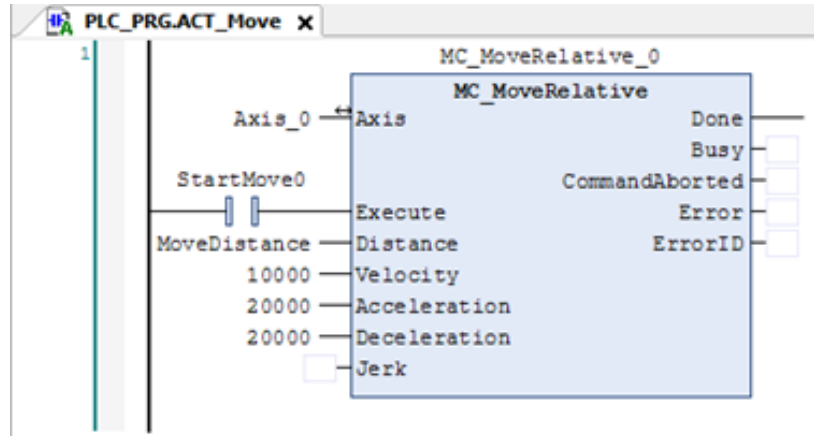 PLC_PRG.ACT_Move X
1
MC_MoveRelative_0
MC_MoveRelative
Axis_0 Axis Done
Busy
StartMove0 CommandAborted
Execute Error
MoveDistance Distance ErrorID
10000 Velocity
20000 Acceleration
20000 Deceleration
Jerk